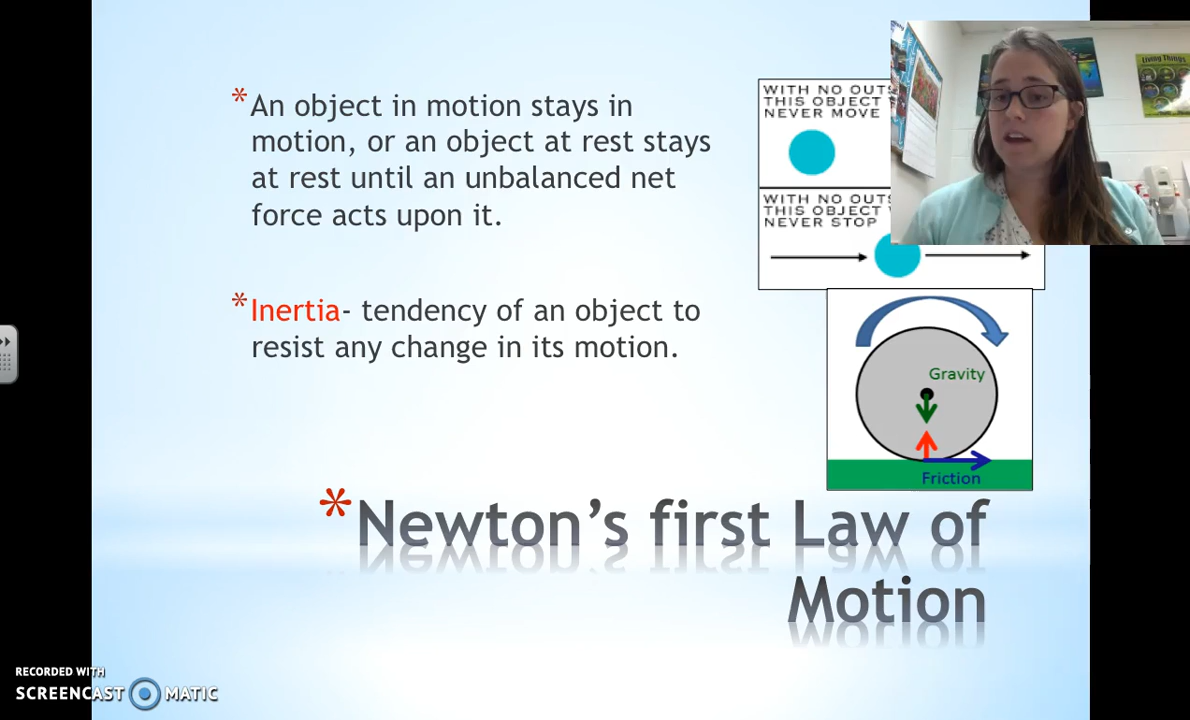 * An object in motion stays in
motion, or an object at rest stays
at rest until an unbalanced net
force acts upon it.
* Inertia- tendency of an object to
resist any change in its motion.
WITH NO
THIS OBJECT
NEVER MOVE
WITH NO
THIS OBJECT
NEVER STOP
Living Things
Gravity
Friction
* Newton's first Law of
Motion
RECORDED WITH
SCREENCAST MATIC